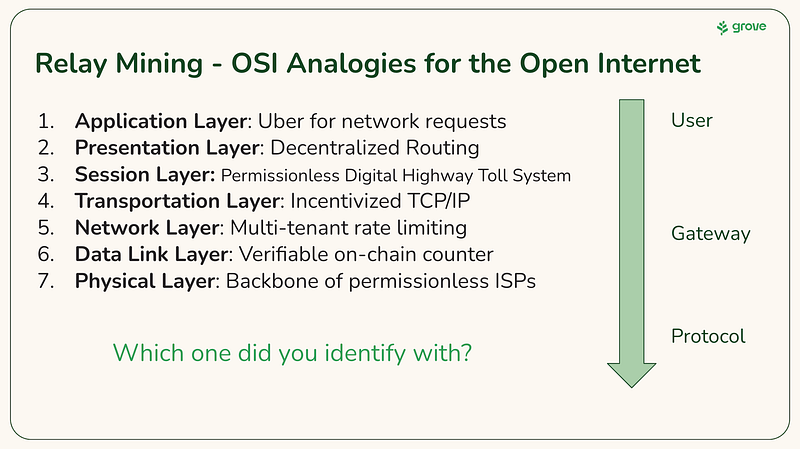 grove
Relay Mining - OSI Analogies for the Open Internet
1. Application Layer: Uber for network requests
2. Presentation Layer: Decentralized Routing
3. Session Layer: Permissionless Digital Highway Toll System
4. Transportation Layer: Incentivized TCP/IP
5. Network Layer: Multi-tenant rate limiting
6. Data Link Layer: Verifiable on-chain counter
7. Physical Layer: Backbone of permissionless ISPs
Which one did you identify with?
User
Gateway
Protocol